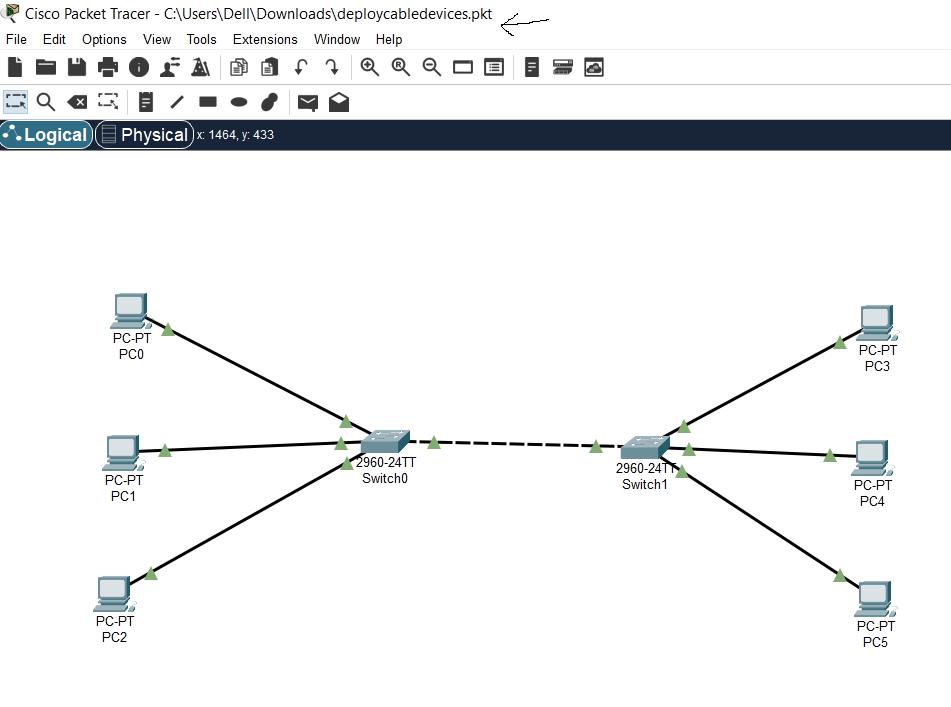 Cisco Packet Tracer - C:\Users\Dell\Downloads\deploycabledevices.pkt
File Edit Options View Tools Extensions Window Help
Logical Physical x: 1464, y: 433
PC-PT
PC0
PC-PT
PC3
PC-PT
PC1
2960-24TT
Switch0
2960-24TT
Switch1
PC-PT
PC4
PC-PT
PC2
PC-PT
PC5